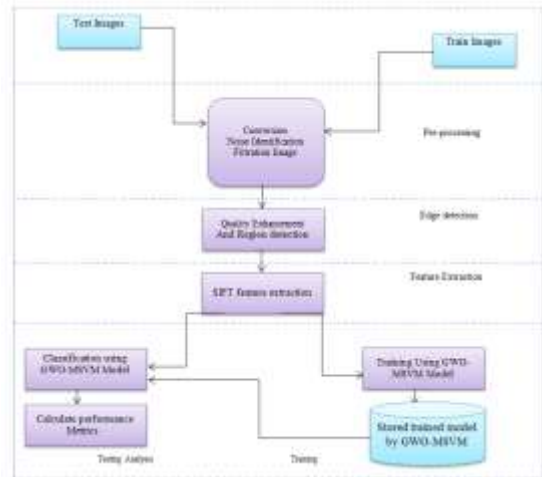 Test Images
Train Images
Conversion
Noise Identification
Filtration Image
Pre-processing
Quality Enhancement
And Region detection
Edge detection
Feature Extraction
SIFT feature extraction
Classification using
GWO-MSVM Model
Training Using GWO-
MSVM Model
Calculate performance
Metrics
Stored trained model
by GWO-MSVM
Testing Analysis
Training